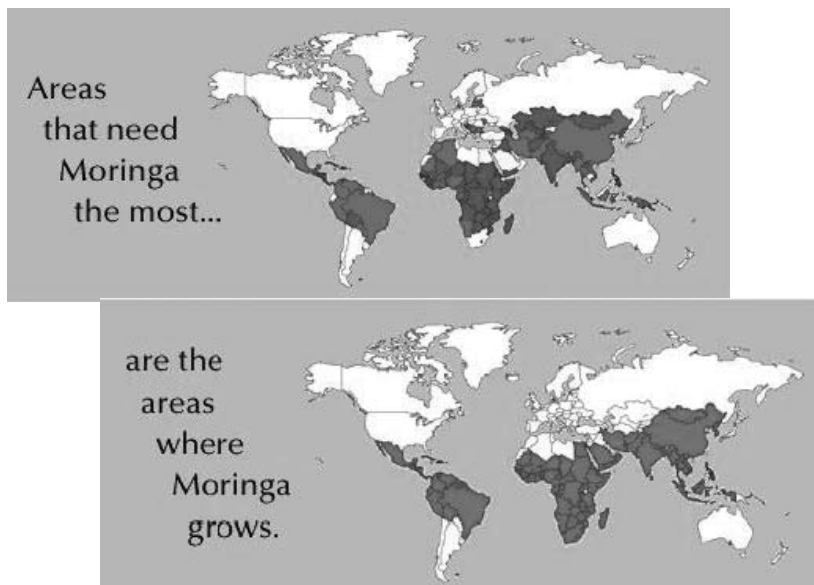 Areas
that need
Moringa
the most...
are the
areas
where
Moringa
grows.